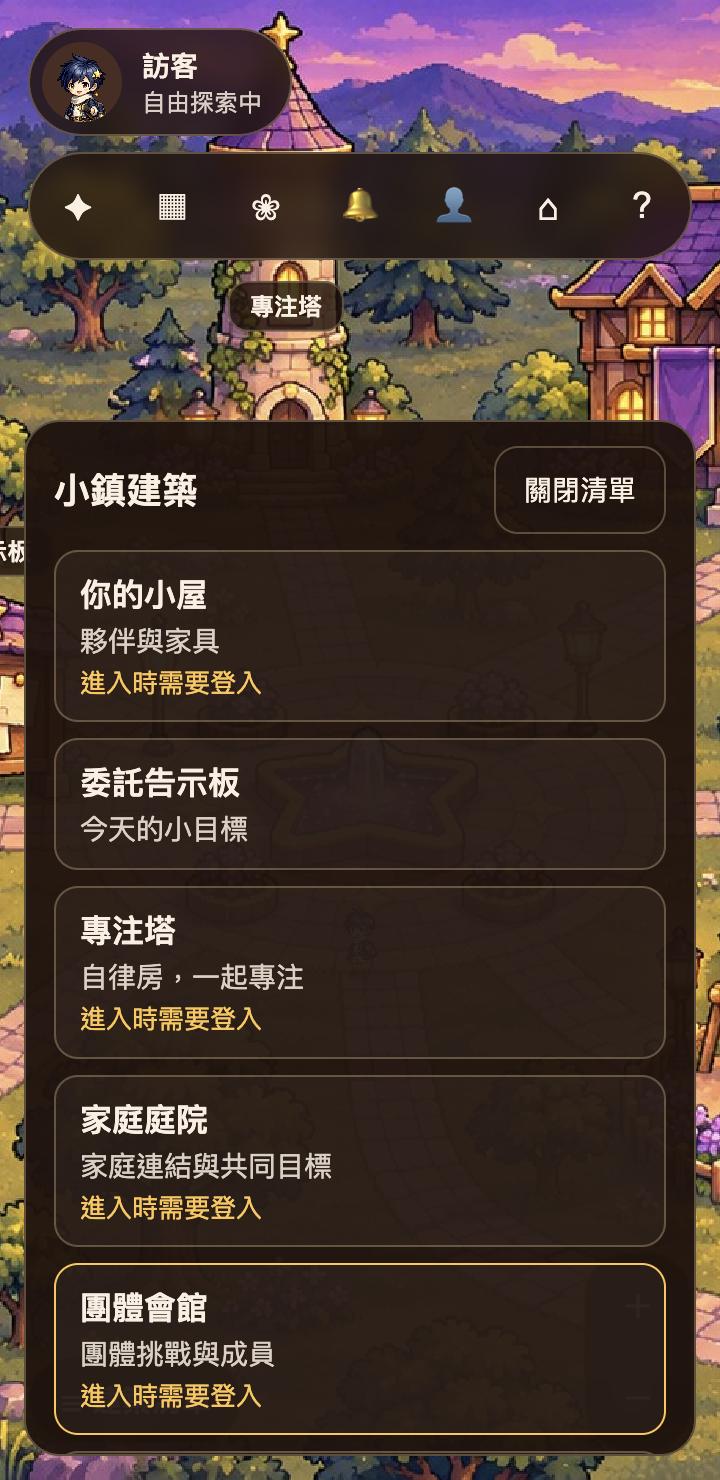 訪客
自由探索中
?
專注塔
示板
小鎮建築
關閉清單
你的小屋
夥伴與家具
進入時需要登入
委託告示板
今天的小目標
專注塔
自律房，一起專注
進入時需要登入
家庭庭院
家庭連結與共同目標
進入時需要登入
團體會館
團體挑戰與成員
進入時需要登入